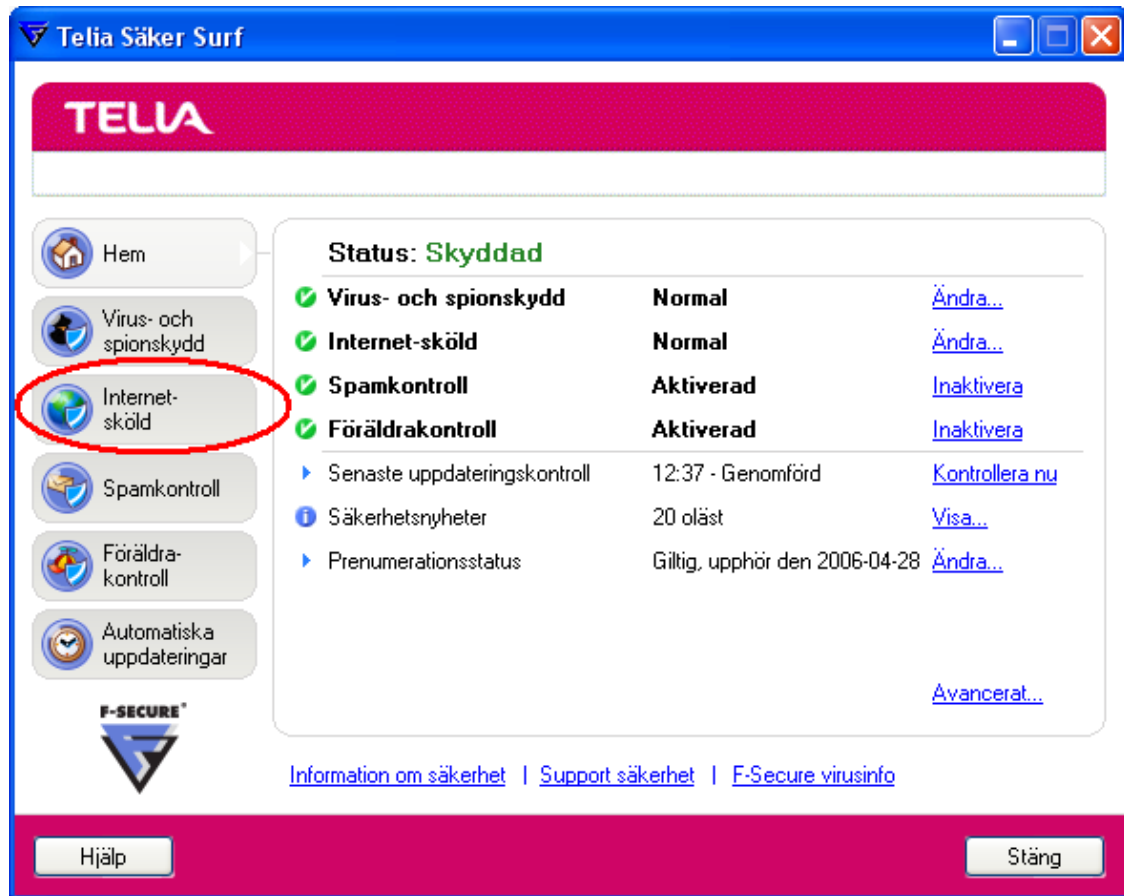 Telia Säker Surf
TELIA
Hem
Virus- och
spionskydd
Internet-
sköld
Spamkontroll
Föräldra-
kontroll
Automatiska
uppdateringar
F-SECURE®
Status: Skyddad
Virus- och spionskydd Normal Ändra...
Internet-sköld Normal Ändra...
Spamkontroll Aktiverad Inaktivera
Föräldrakontroll Aktiverad Inaktivera
Senaste uppdateringskontroll 12:37 - Genomförd Kontrollera nu
Säkerhetsnyheter 20 oläst Visa...
Prenumerationsstatus Giltig, upphör den 2006-04-28 Ändra...
Avancerat...
Information om säkerhet | Support säkerhet | F-Secure virusinfo
Hjälp Stäng